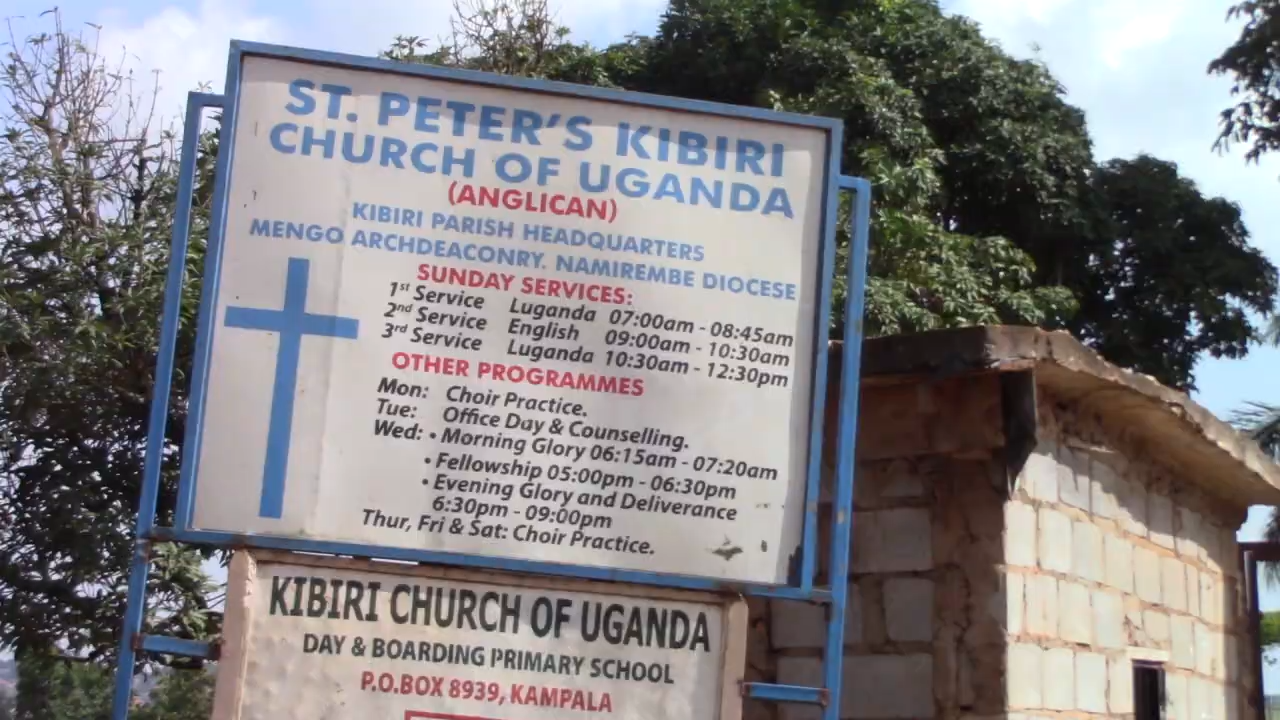 ST. PETER'S KIBIRI
CHURCH OF UGANDA
(ANGLICAN)
KIBIRI PARISH HEADQUARTERS
MENGO ARCHDEACONRY. NAMIREMBE DIOCESE
SUNDAY SERVICES:
1st Service Luganda 07:00am - 08:45am
2nd Service English 09:00am - 10:30am
3rd Service Luganda 10:30am - 12:30pm
OTHER PROGRAMMES
Mon: Choir Practice.
Tue: Office Day & Counselling.
Wed: • Morning Glory 06:15am - 07:20am
• Fellowship 05:00pm - 06:30pm
• Evening Glory and Deliverance
6:30pm - 09:00pm
Thur, Fri & Sat: Choir Practice.
KIBIRI CHURCH OF UGANDA
DAY & BOARDING PRIMARY SCHOOL
P.O.BOX 8939, KAMPALA